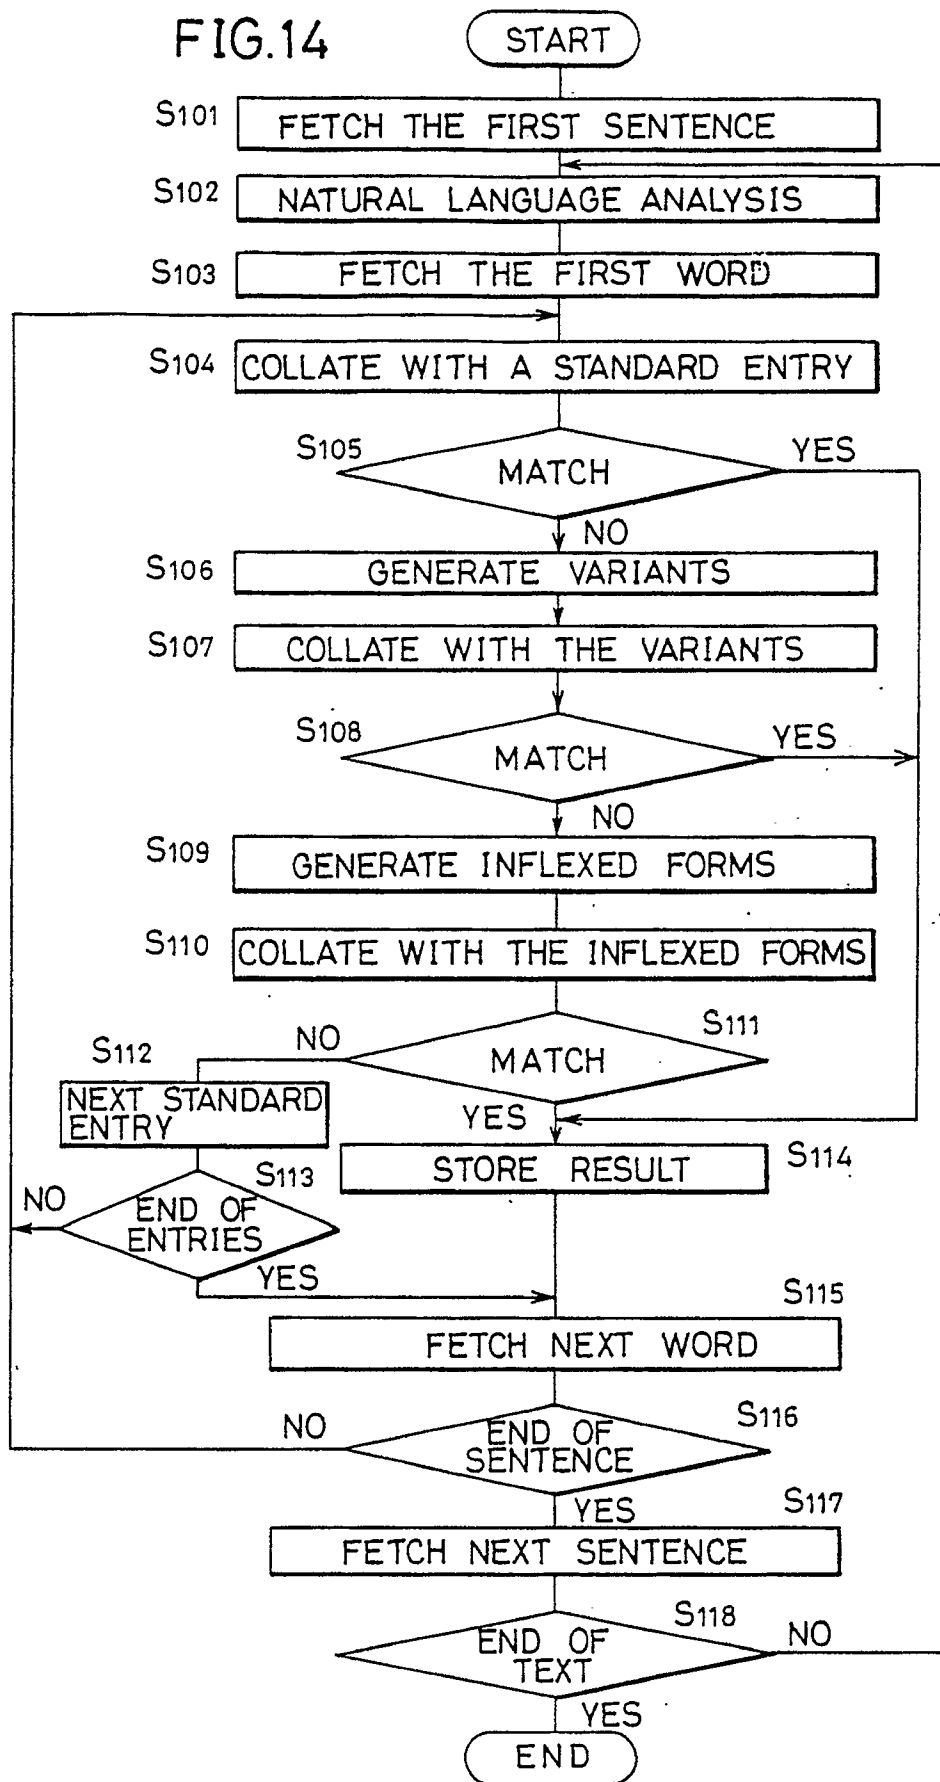 FIG.14
START
S101
FETCH THE FIRST SENTENCE
S102
NATURAL LANGUAGE ANALYSIS
S103
FETCH THE FIRST WORD
S104
COLLATE WITH A STANDARD ENTRY
S105
MATCH
YES
NO
S106
GENERATE VARIANTS
S107
COLLATE WITH THE VARIANTS
S108
MATCH
YES
NO
S109
GENERATE INFLEXED FORMS
S110
COLLATE WITH THE INFLEXED FORMS
S111
MATCH
NO
YES
S112
NEXT STANDARD
ENTRY
S113
END OF
ENTRIES
NO
YES
S114
STORE RESULT
S115
FETCH NEXT WORD
S116
END OF
SENTENCE
NO
YES
S117
FETCH NEXT SENTENCE
S118
END OF
TEXT
NO
YES
END